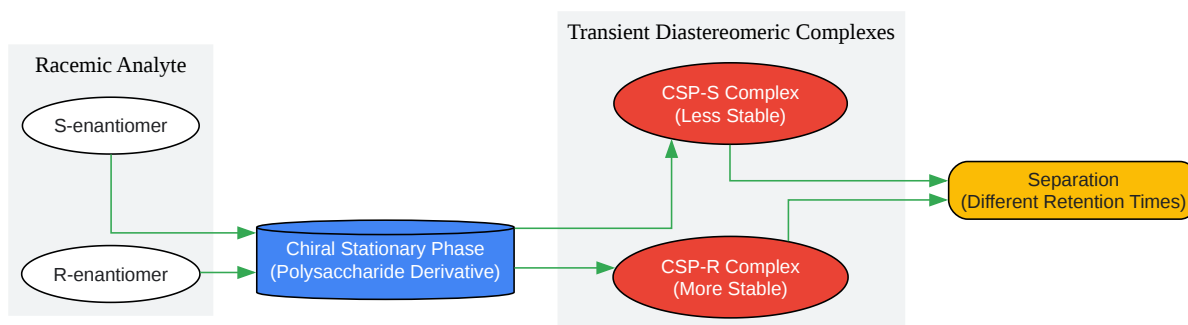 Racemic Analyte
S-enantiomer
R-enantiomer
Chiral Stationary Phase
(Polysaccharide Derivative)
Transient Diastereomeric Complexes
CSP-S Complex
(Less Stable)
CSP-R Complex
(More Stable)
Separation
(Different Retention Times)